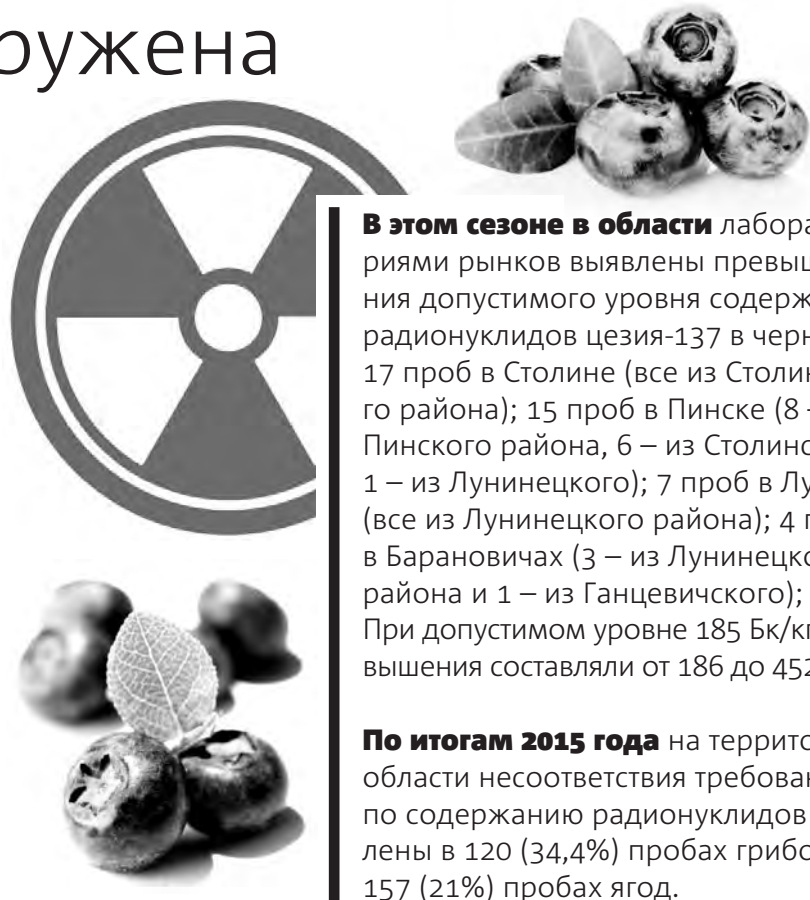 ружена
В этом сезоне в области лабора
риями рынков выявлены превыш
ния допустимого уровня содерж
радионуклидов цезия-137 в черн
17 проб в Столине (все из Столин
го района); 15 проб в Пинске (8 –
Пинского района, 6 – из Столинс
1 – из Лунинецкого); 7 проб в Лу
(все из Лунинецкого района); 4 п
в Барановичах (3 – из Лунинецко
района и 1 – из Ганцевичского);
При допустимом уровне 185 Бк/кг
вышения составляли от 186 до 452
По итогам 2015 года на террито
области несоответствия требован
по содержанию радионуклидов
лены в 120 (34,4%) пробах грибо
157 (21%) пробах ягод.